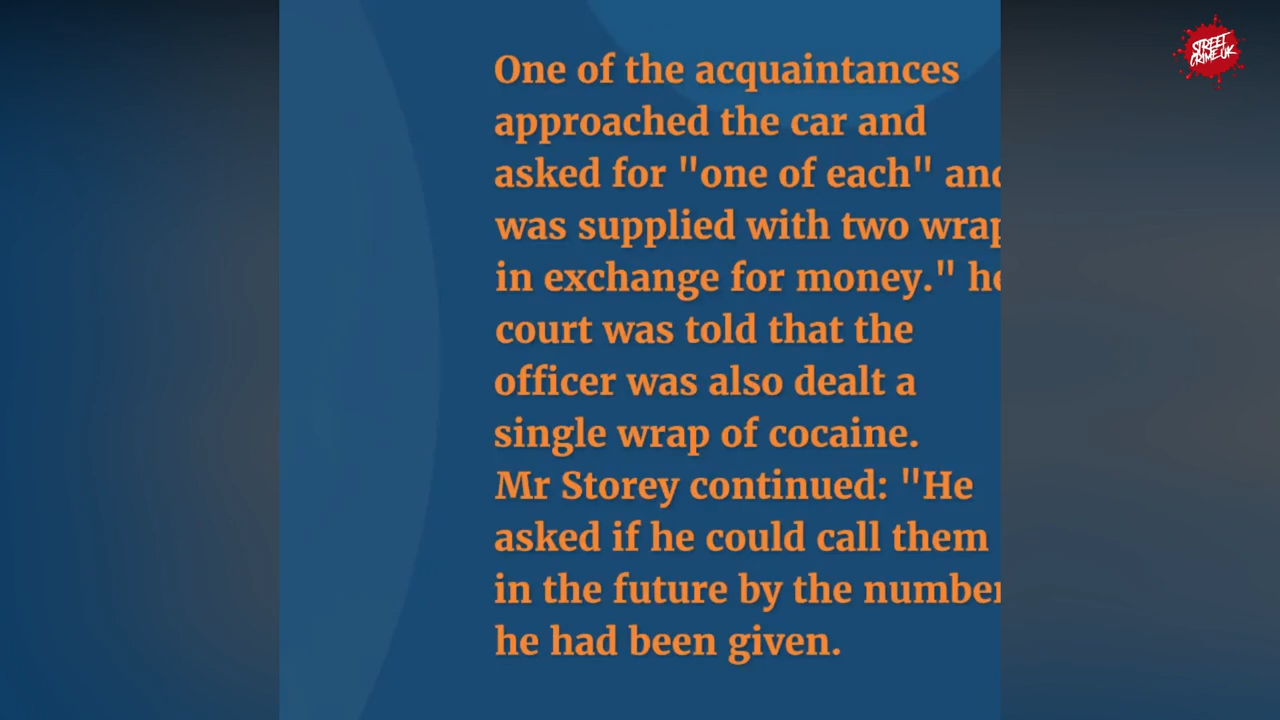 One of the acquaintances
approached the car and
asked for "one of each" and
was supplied with two wrap
in exchange for money." he
court was told that the
officer was also dealt a
single wrap of cocaine.
Mr Storey continued: "He
asked if he could call them
in the future by the number
he had been given.
STREET
CRIME UK